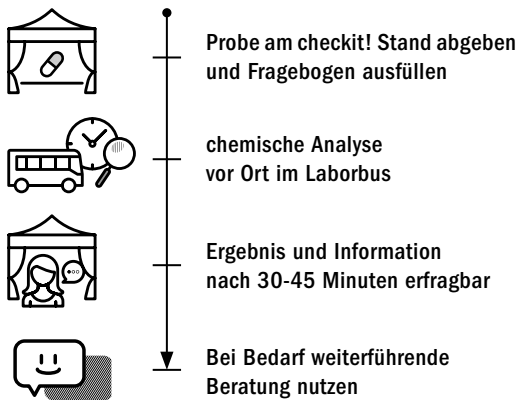 Probe am checkit! Stand abgeben
und Fragebogen ausfüllen
chemische Analyse
vor Ort im Laborbus
Ergebnis und Information
nach 30-45 Minuten erfragbar
Bei Bedarf weiterführende
Beratung nutzen